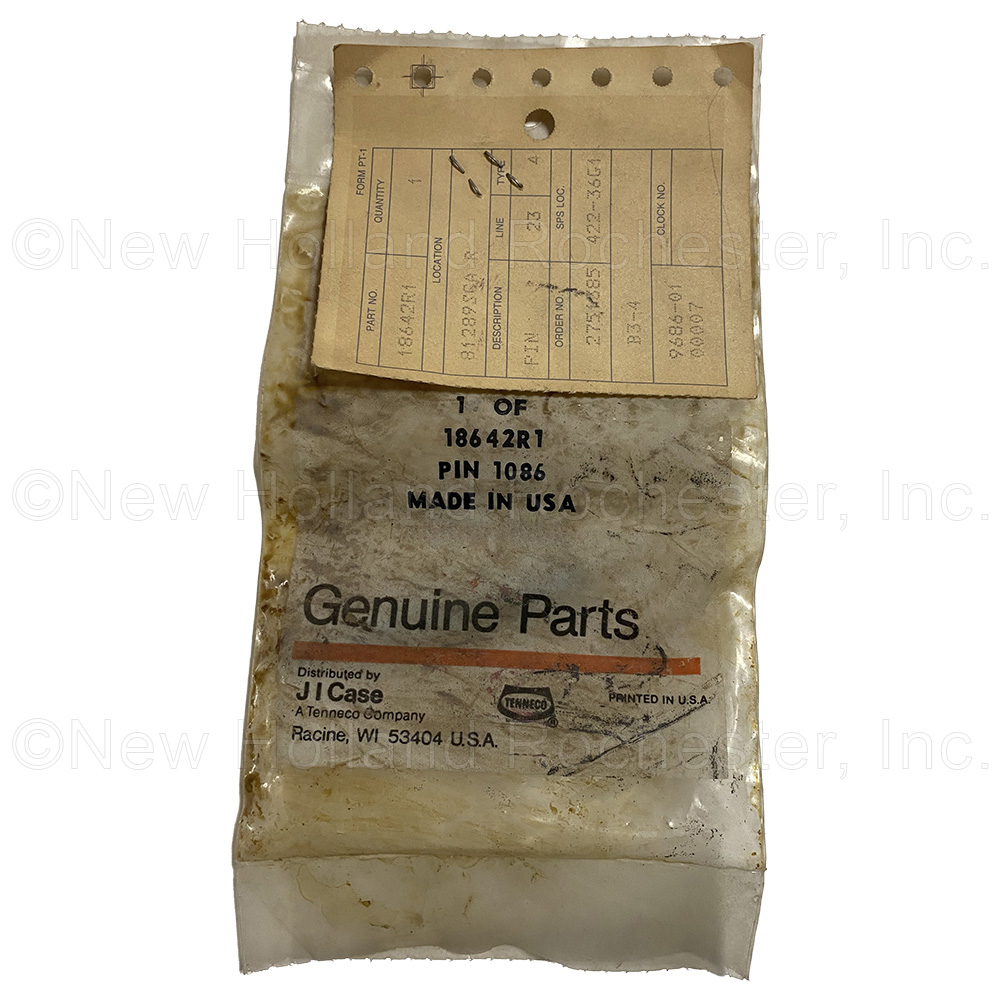 FORM PT-1
PART NO. QUANTITY
18642R1 1
LOCATION
812893GA R
DESCRIPTION LINE TYPE
PIN 23 4
ORDER NO. SPS LOC.
422-36G1
B3-4
CLOCK NO.
9686-01
00007
1 OF
18642R1
PIN 1086
MADE IN USA
Genuine Parts
Distributed by
J I Case
A Tenneco Company
Racine, WI 53404 U.S.A.
TENNECO
®
PRINTED IN U.S.A.
©New Holland Rochester, Inc.
©New Holland Rochester, Inc.
©New Holland Rochester, Inc.